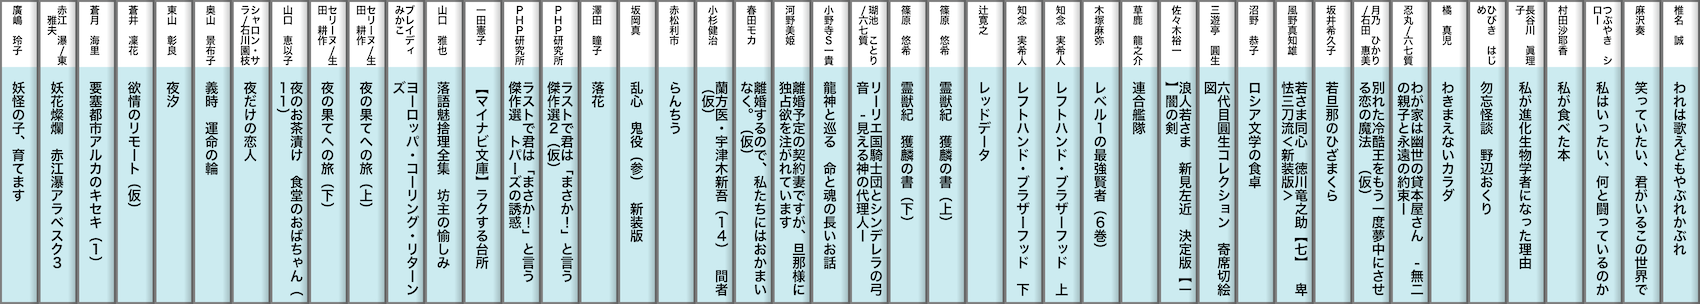 椎名 誠
われは歌えどもやぶれかぶれ
麻沢奏
笑っていたい、君がいるこの世界で
つぶやき シ
ロー
私はいったい、何と闘っているのか
村田沙耶香
私が食べた本
長谷川 眞理
子
私が進化生物学者になった理由
ひびき はじ
め
勿忘怪談 野辺おくり
橘 真児
わきまえないカラダ
忍丸/六七質
わが家は幽世の貸本屋さん -無二
の親子と永遠の約束ー
月乃 ひかり
/石田 恵美
別れた冷酷王をもう一度夢中にさせ
る恋の魔法 (仮)
坂井希久子
若旦那のひざまくら
風野真知雄
若さま同心 徳川竜之助【七】 卑
怯三刀流<新装版>
沼野 恭子
ロシア文学の食卓
三遊亭 圓生
六代目圓生コレクション 寄席切絵
図
佐々木裕一
浪人若さま 新見左近 決定版【一
】闇の剣
草鹿 龍之介
連合艦隊
木塚麻弥
レベル1の最強賢者(6巻)
知念 実希人
レフトハンド・ブラザーフッド 上
知念 実希人
レフトハンド・ブラザーフッド 下
辻寛之
レッドデータ
篠原 悠希
霊獣紀 獲麟の書(上)
篠原 悠希
霊獣紀 獲麟の書(下)
瑚池 ことり
/六七質
リーリエ国騎士団とシンデレラの弓
音 -見える神の代理人ー
小野寺S一貴
龍神と巡る 命と魂の長いお話
河野美姫
離婚予定の契約妻ですが、旦那様に
独占欲を注がれています
春田モカ
離婚するので、私たちにはおかまい
なく。 (仮)
小杉健治
蘭方医・宇津木新吾(14) 間者
(仮)
赤松利市
らんちう
坂岡真
乱心 鬼役(参) 新装版
澤田 瞳子
落花
PHP研究所
ラストで君は「まさか!」と言う
傑作選2(仮)
PHP研究所
ラストで君は「まさか!」と言う
傑作選 トパーズの誘惑
一田憲子
【マイナビ文庫】ラクする台所
山口 雅也
落語魅捨理全集 坊主の愉しみ
ブレイディ
みかこ
ヨーロッパ・コーリング・リターン
ズ
セリーヌ/生
田 耕作
夜の果てへの旅(上)
セリーヌ/生
田 耕作
夜の果てへの旅(下)
山口 恵以子
夜のお茶漬け 食堂のおばちゃん(
11)
シャロン・サ
ラ/石川園枝
夜だけの恋人
奥山 景布子
義時 運命の輪
東山 彰良
夜汐
蒼井 凜花
欲情のリモート(仮)
蒼月 海里
要塞都市アルカのキセキ(1)
赤江 瀑/東
雅夫
妖花燦爛 赤江瀑アラベスク3
廣嶋 玲子
妖怪の子、育てます